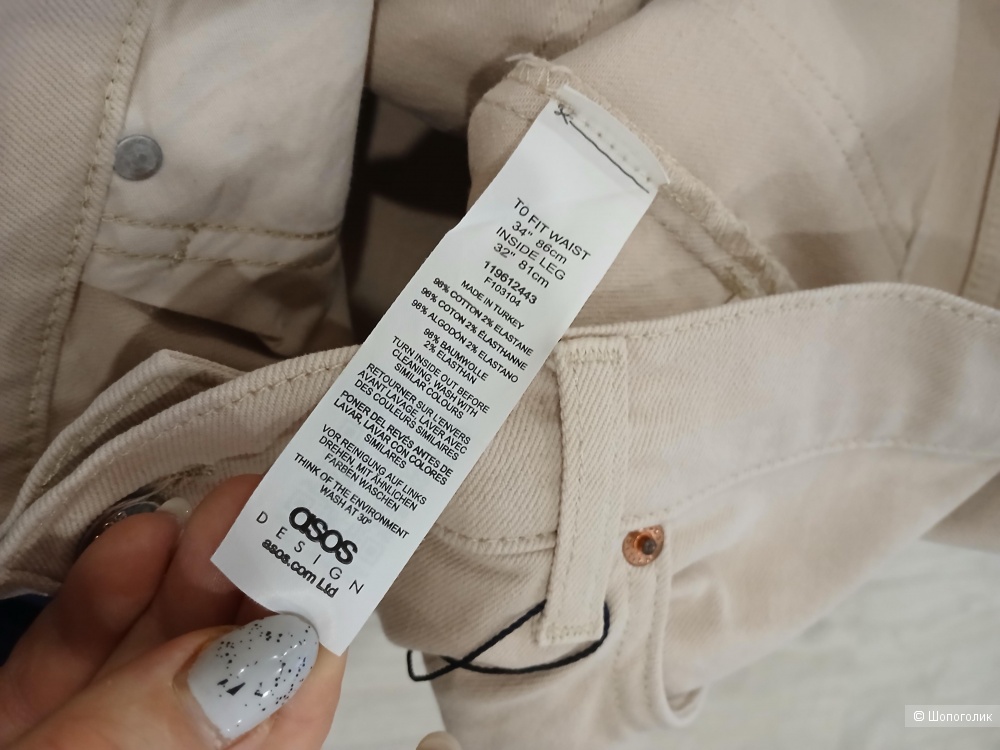 TO FIT WAIST
34" 86cm
INSIDE LEG
32" 81cm
119612443
F103104
MADE IN TURKEY
98% COTTON 2% ELASTANE
98% COTON 2% ÉLASTHANNE
98% ALGODÓN 2% ELASTANO
98% BAUMWOLLE
2% ELASTHAN
TURN INSIDE OUT BEFORE
CLEANING, WASH WITH
SIMILAR COLOURS
RETOURNER SUR L'ENVERS
AVANT LAVAGE, LAVER AVEC
DES COULEURS SIMILAIRES
PONER DEL REVÉS ANTES DE
LAVAR, LAVAR CON COLORES
SIMILARES
VOR REINIGUNG AUF LINKS
DREHEN, MIT ÄHNLICHEN
FARBEN WASCHEN
THINK OF THE ENVIRONMENT
WASH AT 30°
asos
DESIGN
asos.com Ltd
© Шопоголик